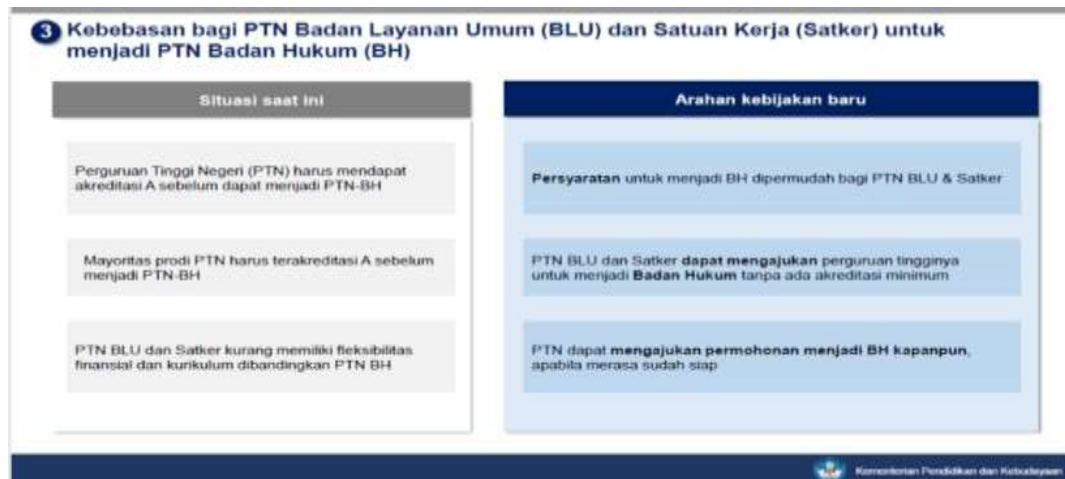 3 Kebebasan bagi PTN Badan Layanan Umum (BLU) dan Satuan Kerja (Satker) untuk
menjadi PTN Badan Hukum (BH)
Situasi saat ini
Perguruan Tinggi Negeri (PTN) harus mendapat
akreditasi A sebelum dapat menjadi PTN-BH
Mayoritas prodi PTN harus terakreditasi A sebelum
menjadi PTN-BH
PTN BLU dan Satker kurang memiliki fleksibilitas
finansial dan kurikulum dibandingkan PTN BH
Arahan kebijakan baru
Persyaratan untuk menjadi BH dipermudah bagi PTN BLU & Satker
PTN BLU dan Satker dapat mengajukan perguruan tingginya
untuk menjadi Badan Hukum tanpa ada akreditasi minimum
PTN dapat mengajukan permohonan menjadi BH kapanpun,
apabila merasa sudah siap
Kementerian Pendidikan dan Kebudayaan